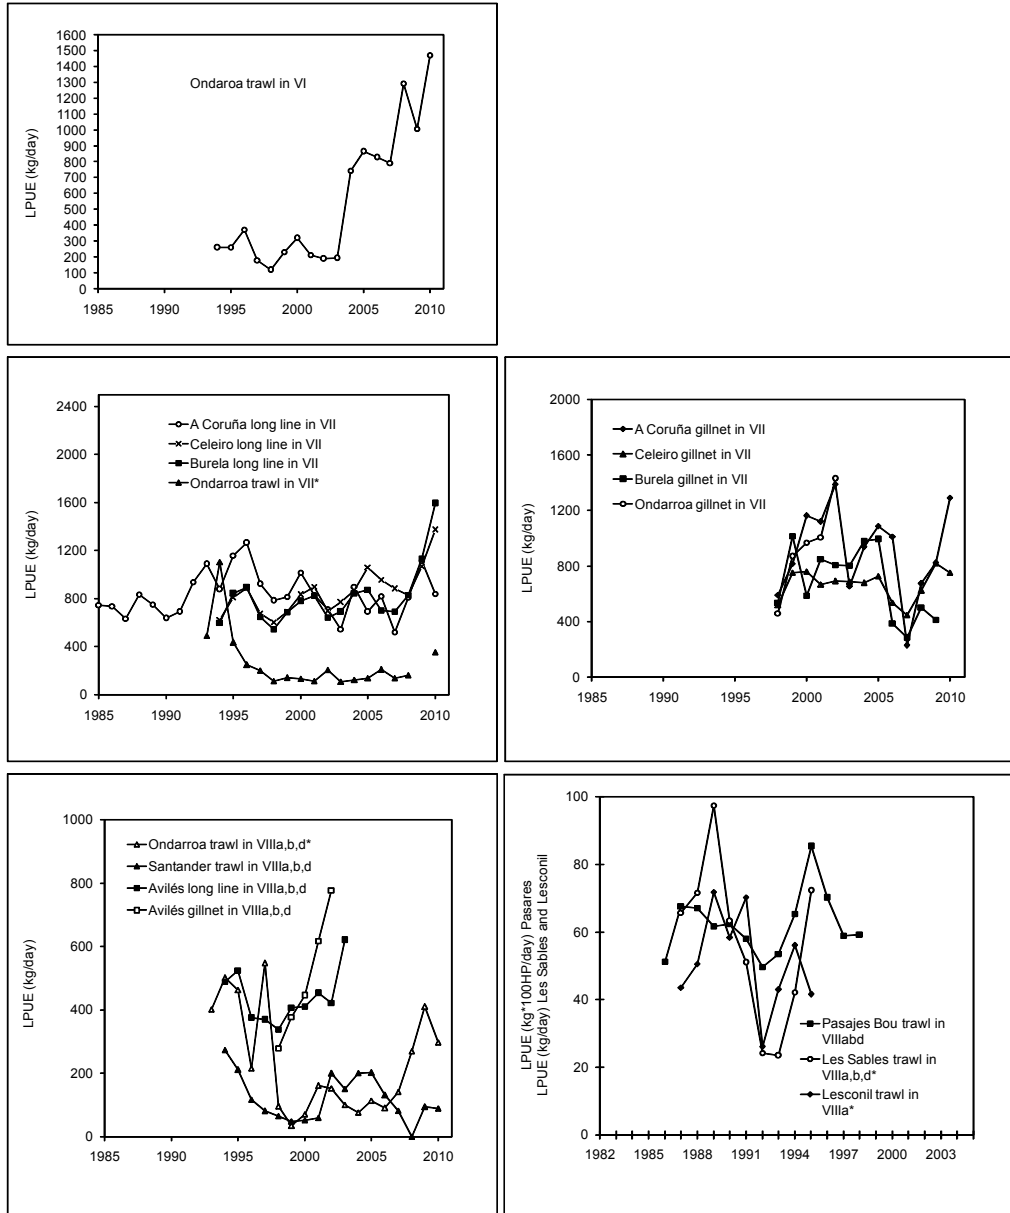 1600
1500
1400
1300
1200
1100
1000
900
800
700
600
500
400
300
200
100
0
LPUE (kg/day)
Ondaroa trawl in VI
1985 1990 1995 2000 2005 2010
2400
2000
1600
1200
800
400
0
LPUE (kg/day)
A Coruña long line in VII
Celeiro long line in VII
Burela long line in VII
Ondarroa trawl in VII*
1985 1990 1995 2000 2005 2010
2000
1600
1200
800
400
0
LPUE (kg/day)
A Coruña gillnet in VII
Celeiro gillnet in VII
Burela gillnet in VII
Ondarroa gillnet in VII
1985 1990 1995 2000 2005 2010
1000
800
600
400
200
0
LPUE (kg/day)
Ondarroa trawl in VIIIa,b,d*
Santander trawl in VIIIa,b,d
Avilés long line in VIIIa,b,d
Avilés gillnet in VIIIa,b,d
1985 1990 1995 2000 2005 2010
100
80
60
40
20
0
LPUE (kg*100HP/day) Pasares
LPUE (kg/day) Les Sables and Lesconil
Pasajes Bou trawl in
VIIIabd
Les Sables trawl in
VIIIa,b,d*
Lesconil trawl in
VIIIa*
1982 1985 1988 1991 1994 1997 2000 2003